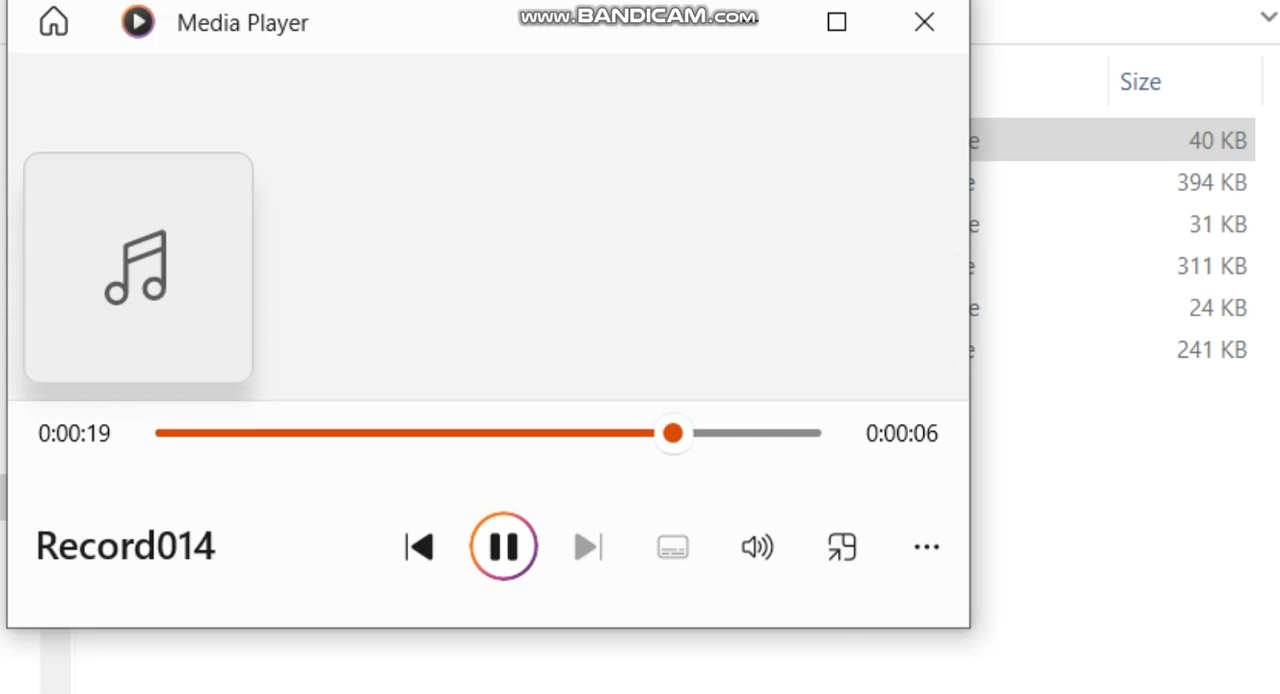 Media Player
www.BANDICAM.com
Size
e 40 KB
e 394 KB
e 31 KB
e 311 KB
e 24 KB
e 241 KB
0:00:19
0:00:06
Record014